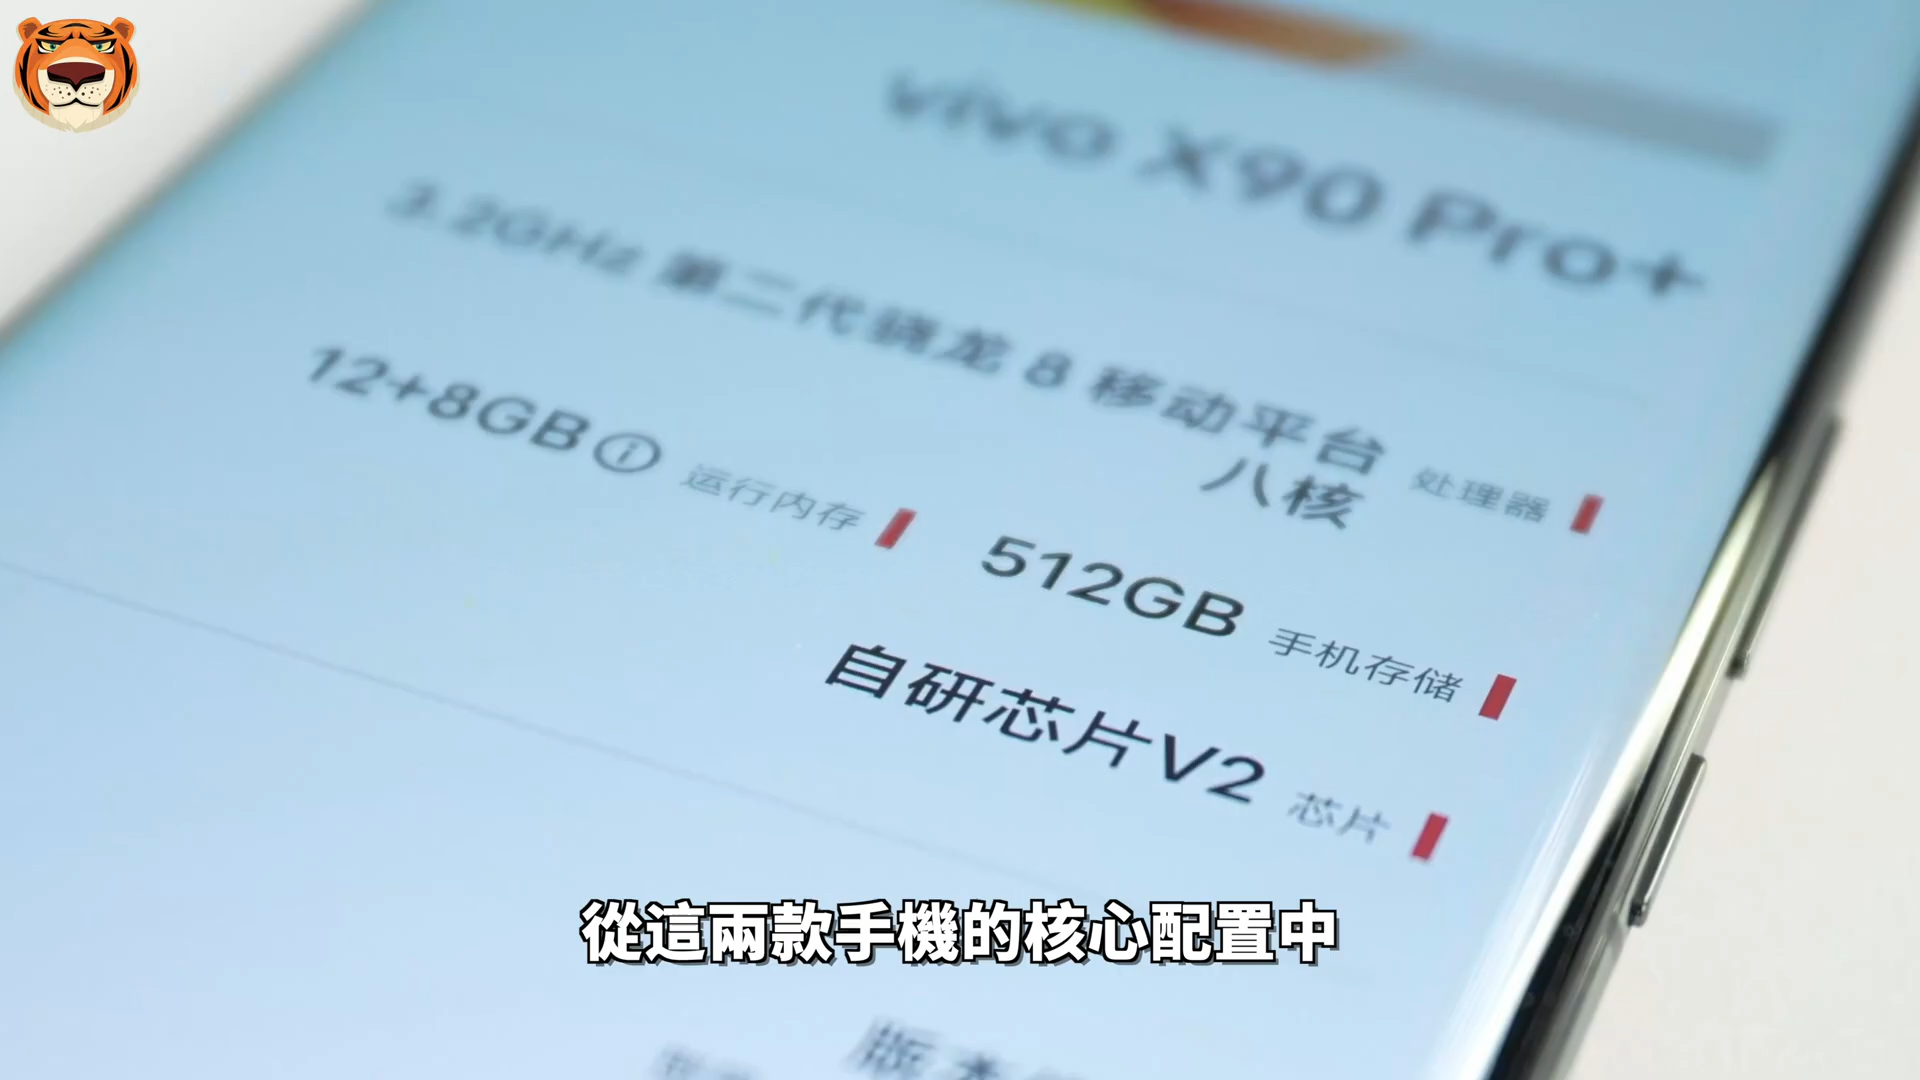 vivo X90 Pro+
3.2GHz 第二代骁龙 8 移动平台
八核
处理器
12+8GB
运行内存
512GB
手机存储
自研芯片V2
芯片
版本
從這兩款手機的核心配置中